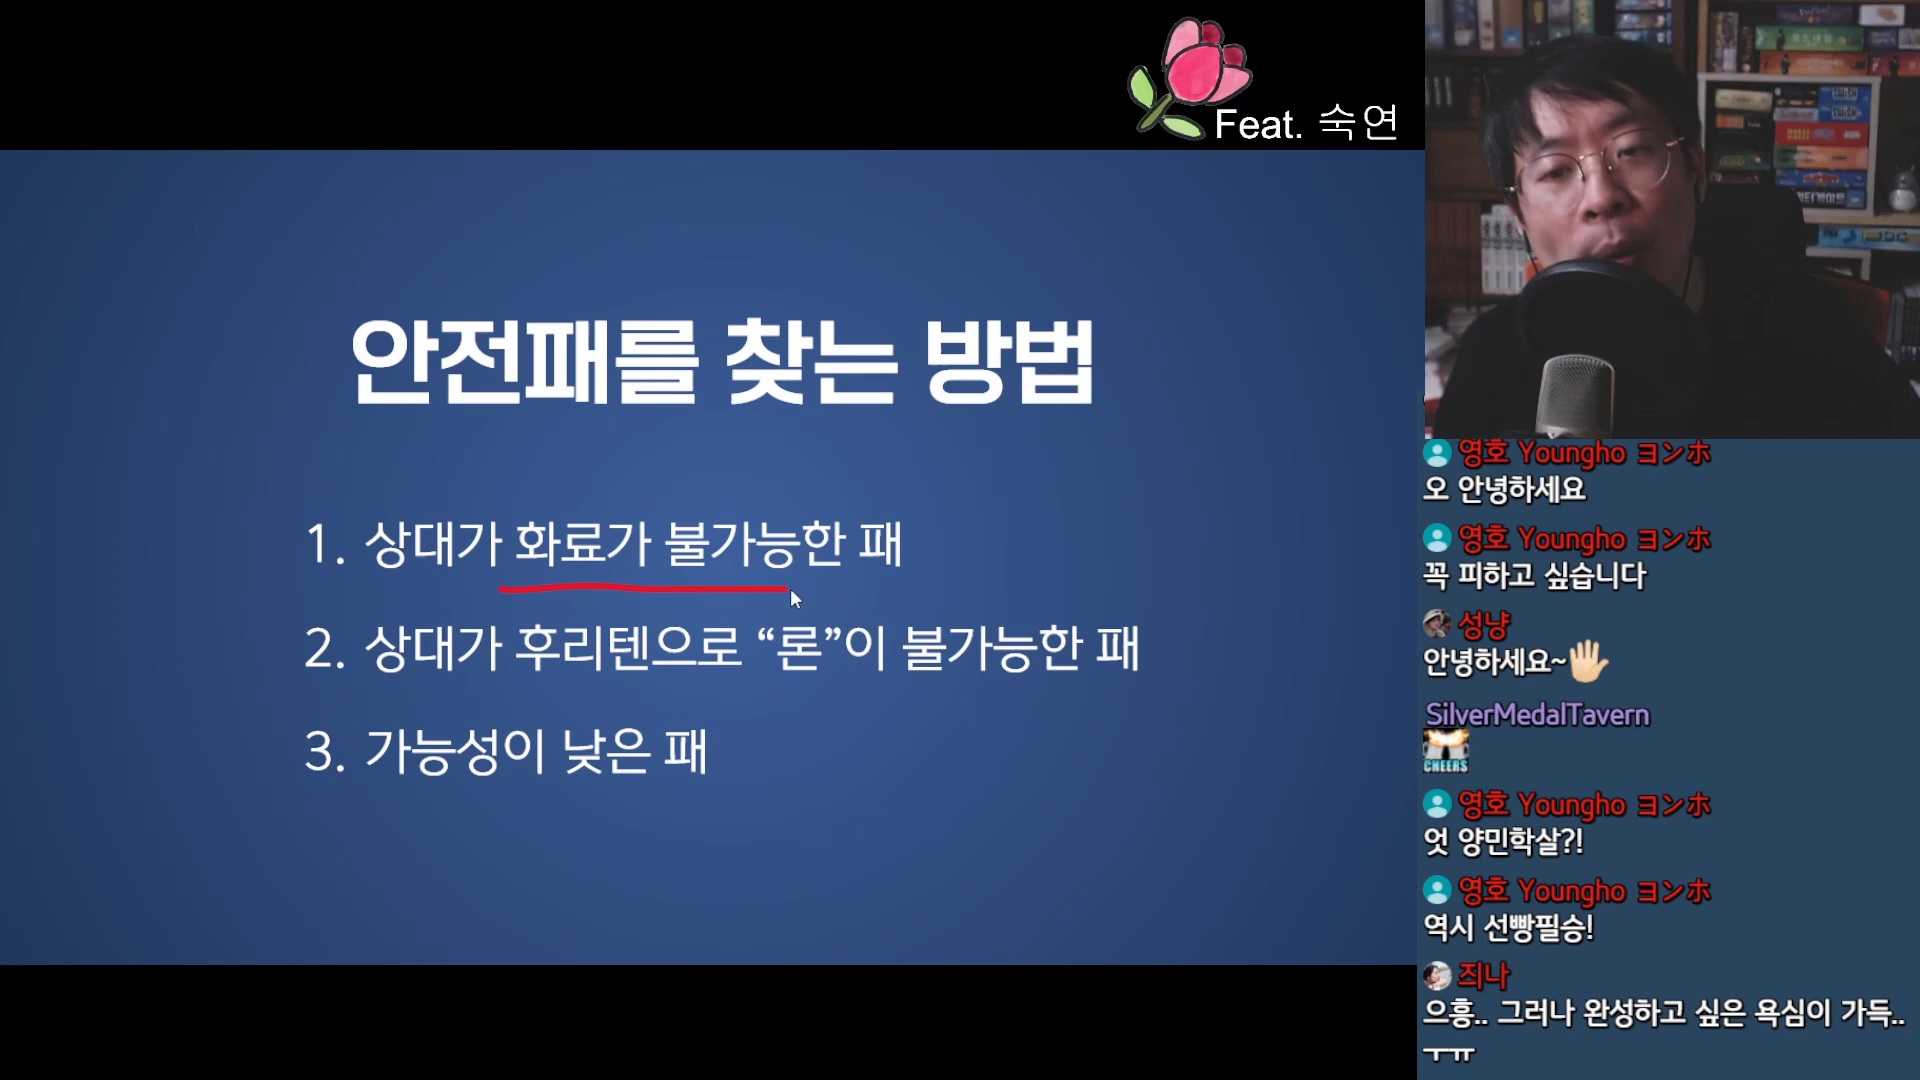 Feat. 숙연
안전패를 찾는 방법
1. 상대가 화료가 불가능한 패
2. 상대가 후리텐으로 “론”이 불가능한 패
3. 가능성이 낮은 패
영호 Youngho ヨンホ
오 안녕하세요
영호 Youngho ヨンホ
꼭 피하고 싶습니다
성냥
안녕하세요~🖐🏻
SilverMedalTavern
CHEERS
영호 Youngho ヨンホ
엇 양민학살?!
영호 Youngho ヨンホ
역시 선빵필승!
즤나
으흥.. 그러나 완성하고 싶은 욕심이 가득..
ㅜㅠ